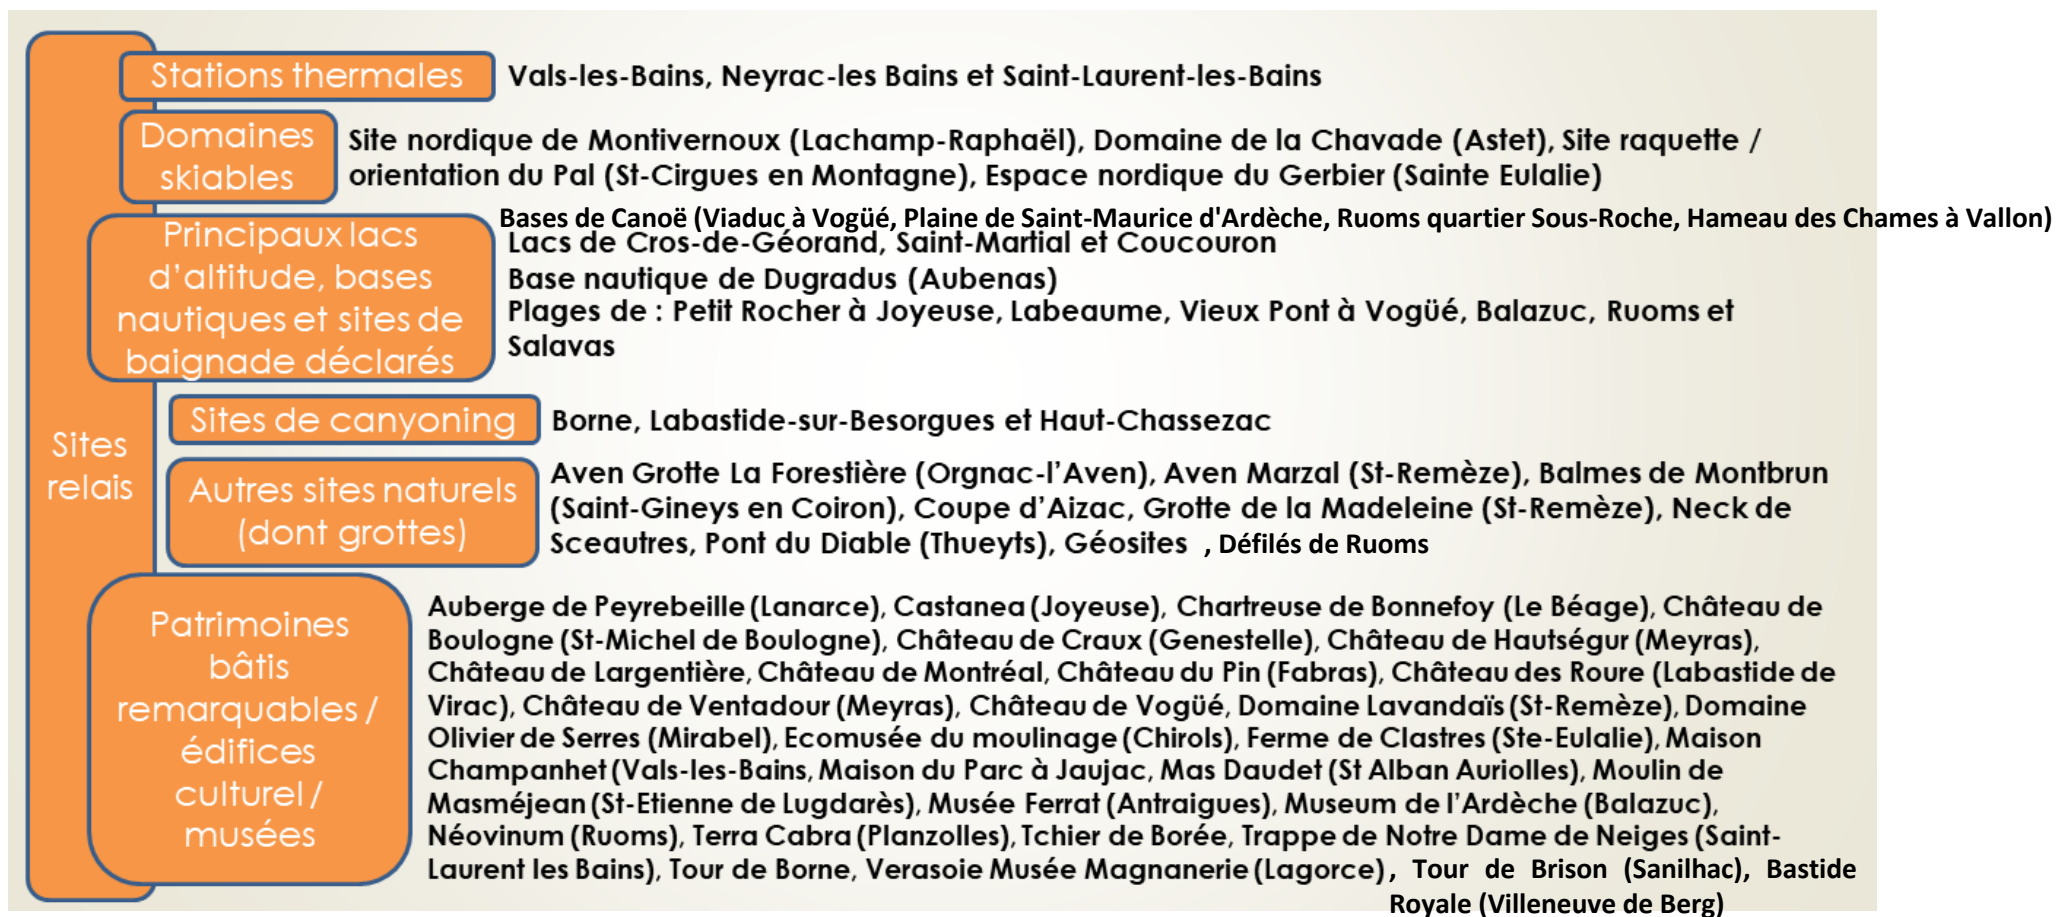 Sites
relais
Stations thermales
Vals-les-Bains, Neyrac-les Bains et Saint-Laurent-les-Bains
Domaines
skiables
Site nordique de Montivernoux (Lachamp-Raphaël), Domaine de la Chavade (Astet), Site raquette /
orientation du Pal (St-Cirgues en Montagne), Espace nordique du Gerbier (Sainte Eulalie)
Principaux lacs
d'altitude, bases
nautiques et sites de
baignade déclarés
Bases de Canoë (Viaduc à Vogüé, Plaine de Saint-Maurice d'Ardèche, Ruoms quartier Sous-Roche, Hameau des Chames à Vallon)
Lacs de Cros-de-Géorand, Saint-Martial et Coucouron
Base nautique de Dugradus (Aubenas)
Plages de : Petit Rocher à Joyeuse, Labeaume, Vieux Pont à Vogüé, Balazuc, Ruoms et
Salavas
Sites de canyoning
Borne, Labastide-sur-Besorgues et Haut-Chassezac
Autres sites naturels
(dont grottes)
Aven Grotte La Forestière (Orgnac-l'Aven), Aven Marzal (St-Remèze), Balmes de Montbrun
(Saint-Gineys en Coiron), Coupe d'Aizac, Grotte de la Madeleine (St-Remèze), Neck de
Sceautres, Pont du Diable (Thueyts), Géosites , Défilés de Ruoms
Patrimoines
bâtis
remarquables /
édifices
culturel /
musées
Auberge de Peyrebeille (Lanarce), Castanea (Joyeuse), Chartreuse de Bonnefoy (Le Béage), Château de
Boulogne (St-Michel de Boulogne), Château de Craux (Genestelle), Château de Hautségur (Meyras),
Château de Largentière, Château de Montréal, Château du Pin (Fabras), Château des Roure (Labastide de
Virac), Château de Ventadour (Meyras), Château de Vogüé, Domaine Lavandaïs (St-Remèze), Domaine
Olivier de Serres (Mirabel), Ecomusée du moulinage (Chirols), Ferme de Clastres (Ste-Eulalie), Maison
Champanhet (Vals-les-Bains, Maison du Parc à Jaujac, Mas Daudet (St Alban Auriolles), Moulin de
Masméjean (St-Etienne de Lugdarès), Musée Ferrat (Antraigues), Museum de l'Ardèche (Balazuc),
Néovinum (Ruoms), Terra Cabra (Planzolles), Tchier de Borée, Trappe de Notre Dame de Neiges (Saint-
Laurent les Bains), Tour de Borne, Verasoie Musée Magnanerie (Lagorce) , Tour de Brison (Sanilhac), Bastide
Royale (Villeneuve de Berg)